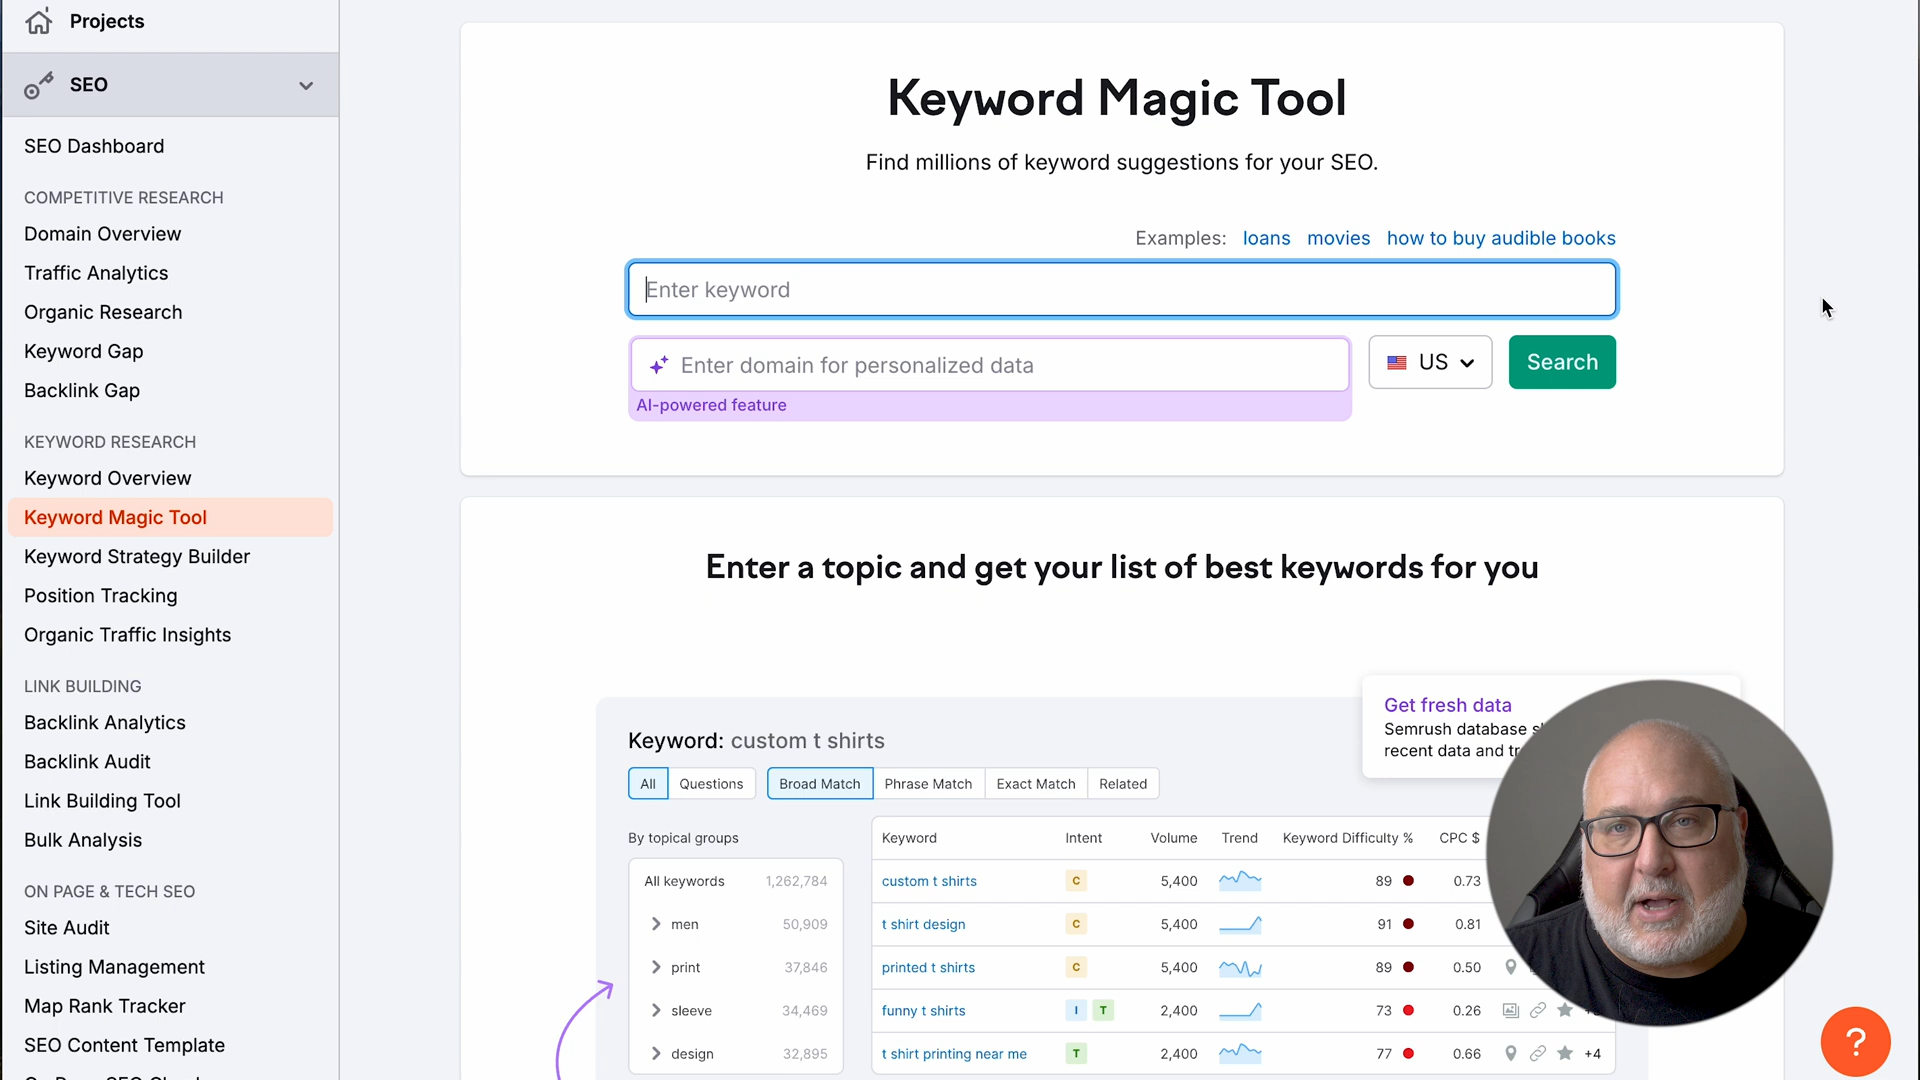 Projects
SEO
SEO Dashboard
COMPETITIVE RESEARCH
Domain Overview
Traffic Analytics
Organic Research
Keyword Gap
Backlink Gap
KEYWORD RESEARCH
Keyword Overview
Keyword Magic Tool
Keyword Strategy Builder
Position Tracking
Organic Traffic Insights
LINK BUILDING
Backlink Analytics
Backlink Audit
Link Building Tool
Bulk Analysis
ON PAGE & TECH SEO
Site Audit
Listing Management
Map Rank Tracker
SEO Content Template
Keyword Magic Tool
Find millions of keyword suggestions for your SEO.
Examples: loans movies how to buy audible books
Enter keyword
Enter domain for personalized data
US
Search
AI-powered feature
Enter a topic and get your list of best keywords for you
Get fresh data
Semrush database
recent data and
Keyword: custom t shirts
All Questions Broad Match Phrase Match Exact Match Related
By topical groups
All keywords 1,262,784
men 50,909
print 37,846
sleeve 34,469
design 32,895
Keyword Intent Volume Trend Keyword Difficulty % CPC $
custom t shirts C 5,400 89 0.73
t shirt design C 5,400 91 0.81
printed t shirts C 5,400 89 0.50
funny t shirts I T 2,400 73 0.26
t shirt printing near me T 2,400 77 0.66 +4
?